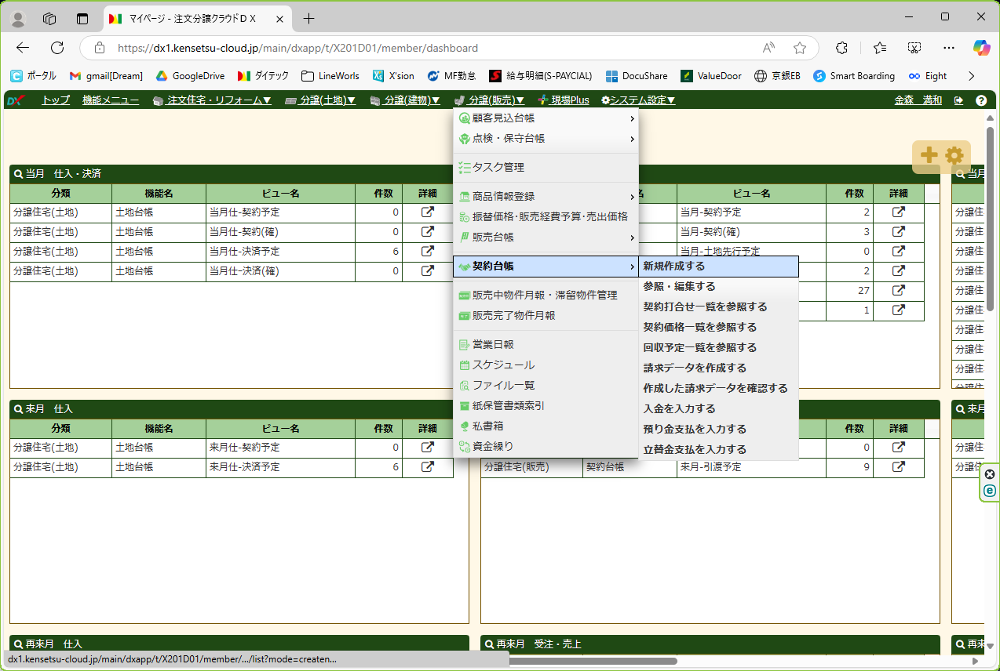 マイページ - 注文分譲クラウドＤＸ
https://dx1.kensetsu-cloud.jp/main/dxapp/t/X201D01/member/dashboard
ポータル gmail[Dream] GoogleDrive ダイテック LineWorls X'sion MF勤怠 給与明細(S-PAYCIAL) DocuShare ValueDoor 京銀EB Smart Boarding Eight
DX トップ 機能メニュー 注文住宅・リフォーム▼ 分譲(土地)▼ 分譲(建物)▼ 分譲(販売)▼ 現場Plus システム設定▼ 金森 満和
顧客見込台帳
点検・保守台帳
タスク管理
商品情報登録
振替価格･販売経費予算･売出価格
販売台帳
契約台帳
販売中物件月報・滞留物件管理
販売完了物件月報
営業日報
スケジュール
ファイル一覧
紙保管書類索引
私書箱
資金繰り
新規作成する
参照・編集する
契約打合せ一覧を参照する
契約価格一覧を参照する
回収予定一覧を参照する
請求データを作成する
作成した請求データを確認する
入金を入力する
預り金支払を入力する
立替金支払を入力する
当月 仕入・決済
分類 機能名 ビュー名 件数 詳細
分譲住宅(土地) 土地台帳 当月仕-契約予定 0
分譲住宅(土地) 土地台帳 当月仕-契約(確) 0
分譲住宅(土地) 土地台帳 当月仕-決済予定 6
分譲住宅(土地) 土地台帳 当月仕-決済(確) 0
名 ビュー名 件数 詳細
当月-契約予定 2
当月-契約(確) 3
当月-土地先行予定 0
2
27
1
当月
分譲住
分譲住
分譲住
分譲住
分譲住
分譲住
分譲住
分譲住
分譲住
分譲住
来月 仕入
分類 機能名 ビュー名 件数 詳細
分譲住宅(土地) 土地台帳 来月仕-契約予定 0
分譲住宅(土地) 土地台帳 来月仕-決済予定 6
件数 詳細
0
分譲住宅(販売) 契約台帳 来月-引渡予定 9
来月
分譲住
分譲住
再来月 仕入
再来月 受注・売上
再来
dx1.kensetsu-cloud.jp/main/dxapp/t/X201D01/member/.../list?mode=createn...